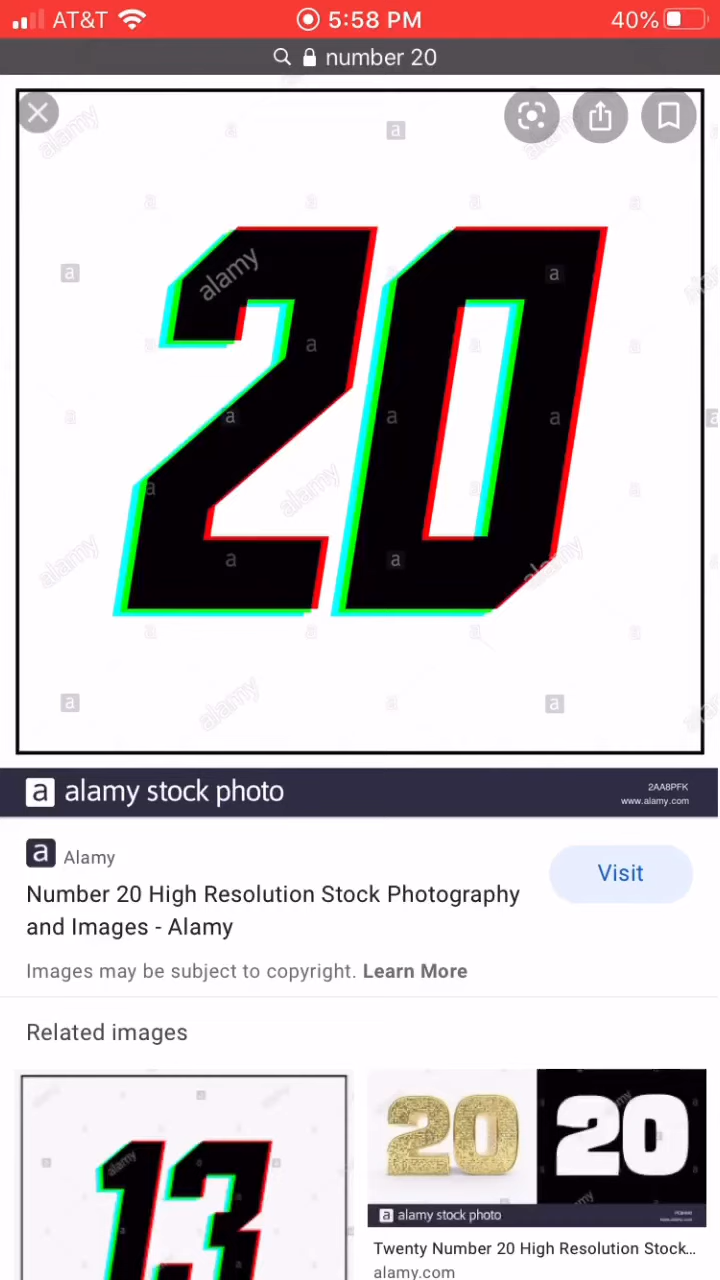 AT&T 5:58 PM 40%
number 20
20
alamy
a alamy stock photo
2AA8PFK
www.alamy.com
a Alamy
Visit
Number 20 High Resolution Stock Photography
and Images - Alamy
Images may be subject to copyright. Learn More
Related images
13
alamy
20 20
a alamy stock photo
Twenty Number 20 High Resolution Stock...
alamy.com